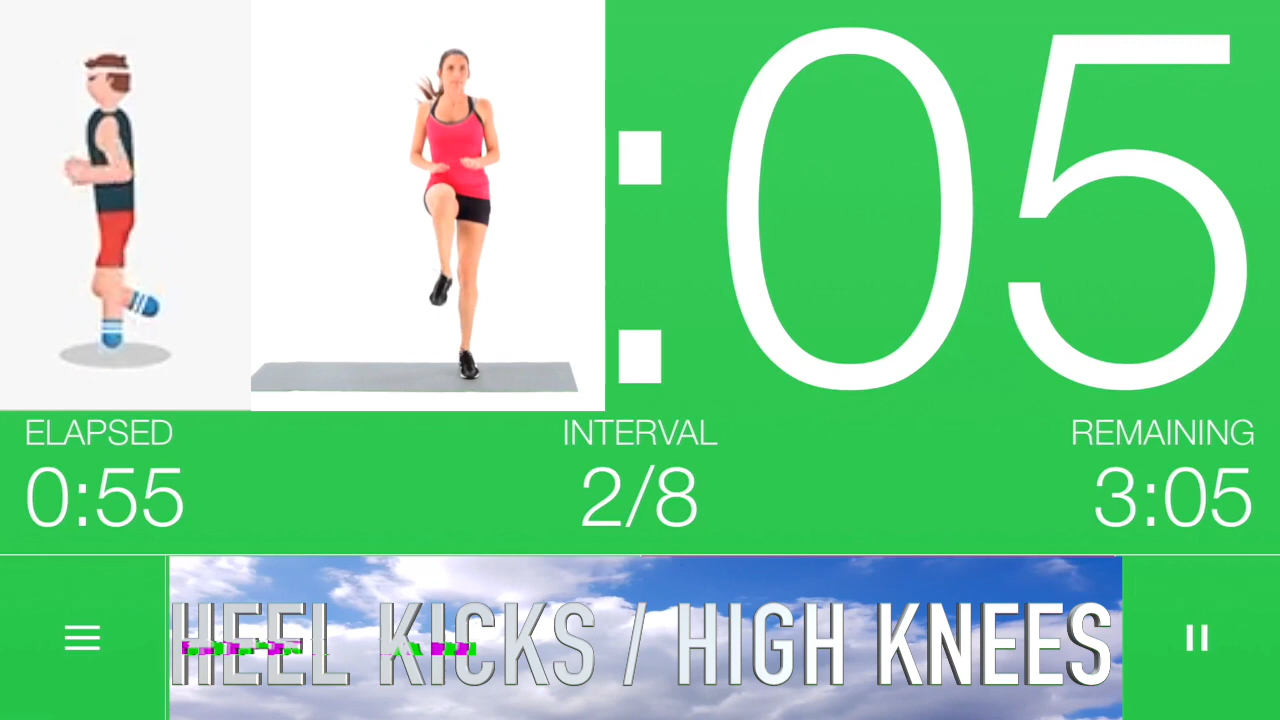 :05
ELAPSED
INTERVAL
REMAINING
0:55
2/8
3:05
HEEL KICKS / HIGH KNEES